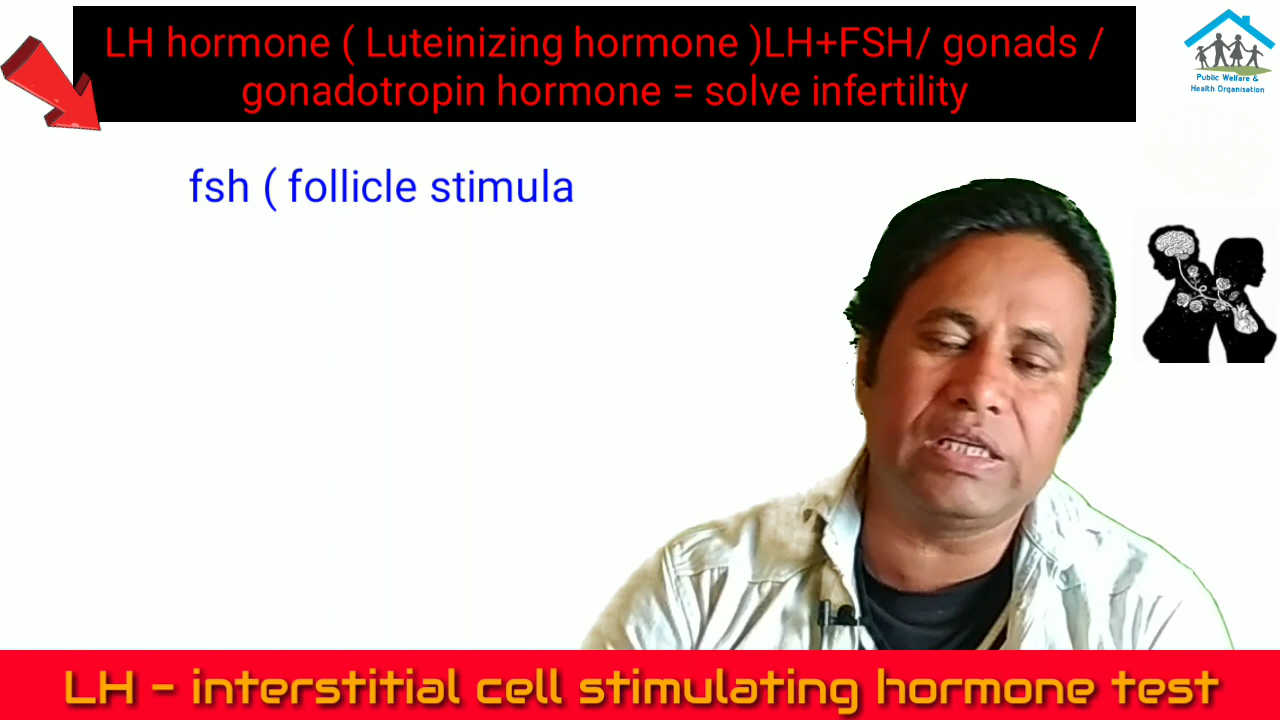 LH hormone ( Luteinizing hormone )LH+FSH/ gonads /
gonadotropin hormone = solve infertility
Public Welfare &
Health Organisation
fsh ( follicle stimula
LH - interstitial cell stimulating hormone test